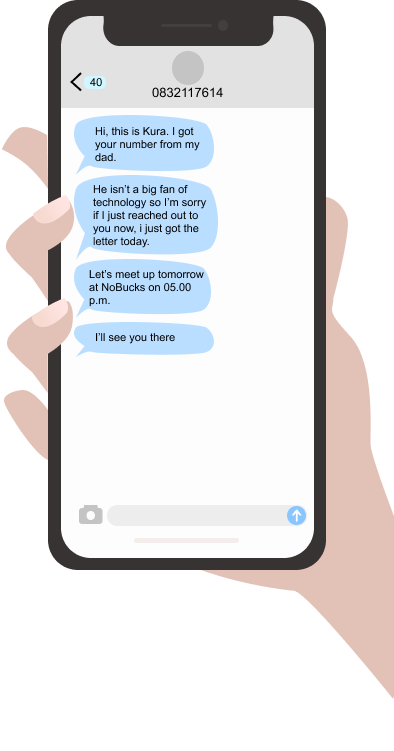 40
0832117614
Hi, this is Kura. I got
your number from my
dad.
He isn't a big fan of
technology so I'm sorry
if I just reached out to
you now, i just got the
letter today.
Let's meet up tomorrow
at NoBucks on 05.00
p.m.
I'll see you there